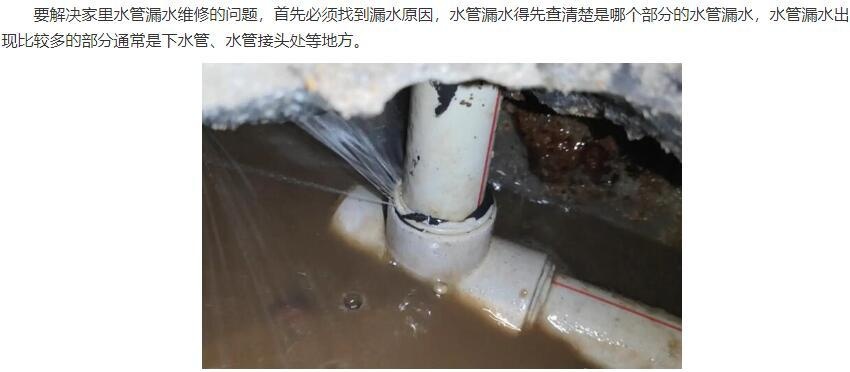 要解决家里水管漏水维修的问题，首先必须找到漏水原因，水管漏水得先查清楚是哪个部分的水管漏水，水管漏水出
现比较多的部分通常是下水管、水管接头处等地方。